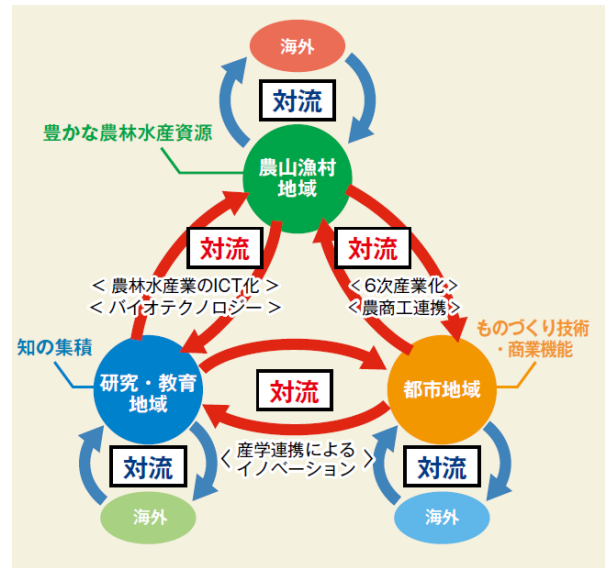 海外
対流
豊かな農林水産資源
農山漁村
地域
対流
対流
< 農林水産業のICT化 >
< バイオテクノロジー >
<6次産業化>
<農商工連携>
ものづくり技術
・商業機能
知の集積
研究・教育
地域
対流
都市地域
< 産学連携による
イノベーション >
対流
対流
海外
海外